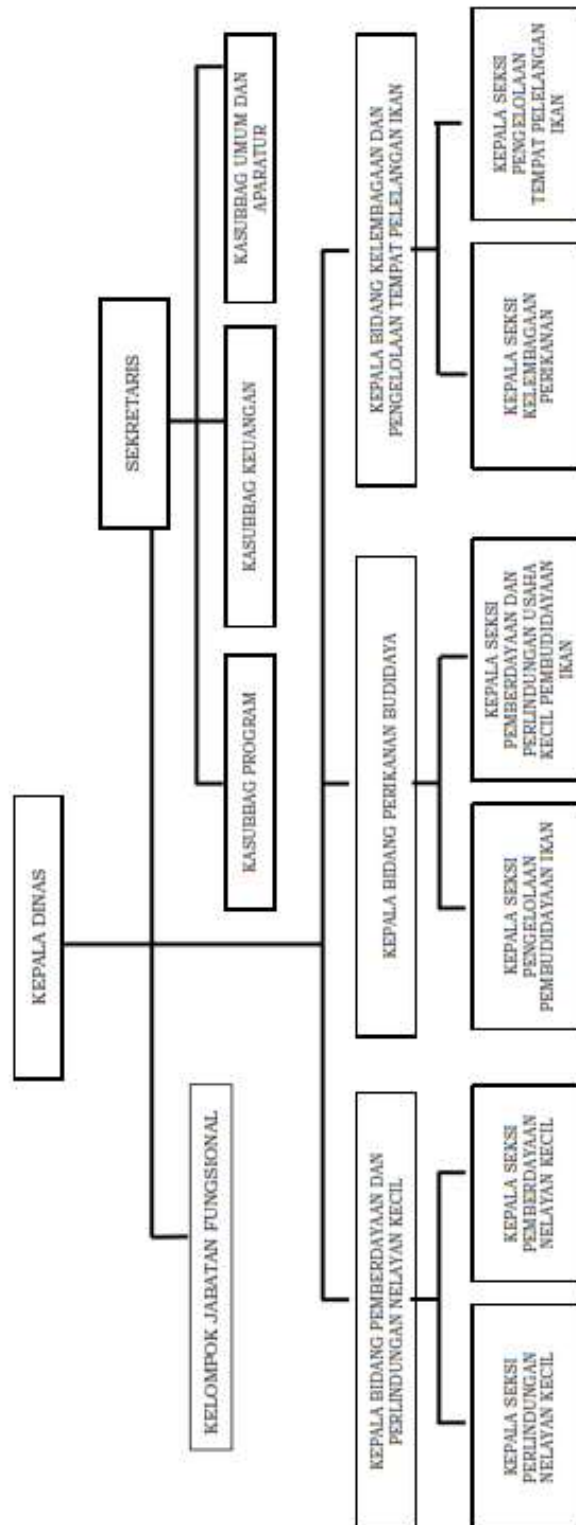 KEPALA DINAS
KELOMPOK JABATAN FUNGSIONAL
SEKRETARIS
KASUBBAG PROGRAM
KASUBBAG KEUANGAN
KASUBBAG UMUM DAN
APARATUR
KEPALA BIDANG PEMBERDAYAAN DAN
PERLINDUNGAN NELAYAN KECIL
KEPALA BIDANG PERIKANAN BUDIDAYA
KEPALA BIDANG KELEMBAGAAN DAN
PENGELOLAAN TEMPAT PELELANGAN IKAN
KEPALA SEKSI
PERLINDUNGAN
NELAYAN KECIL
KEPALA SEKSI
PEMBERDAYAAN
NELAYAN KECIL
KEPALA SEKSI
PENGELOLAAN
PEMBUDIDAYAAN IKAN
KEPALA SEKSI
PEMBERDAYAAN DAN
PERLINDUNGAN USAHA
KECIL PEMBUDIDAYAAN
IKAN
KEPALA SEKSI
KELEMBAGAAN
PERIKANAN
KEPALA SEKSI
PENGELOLAAN
TEMPAT PELELANGAN
IKAN